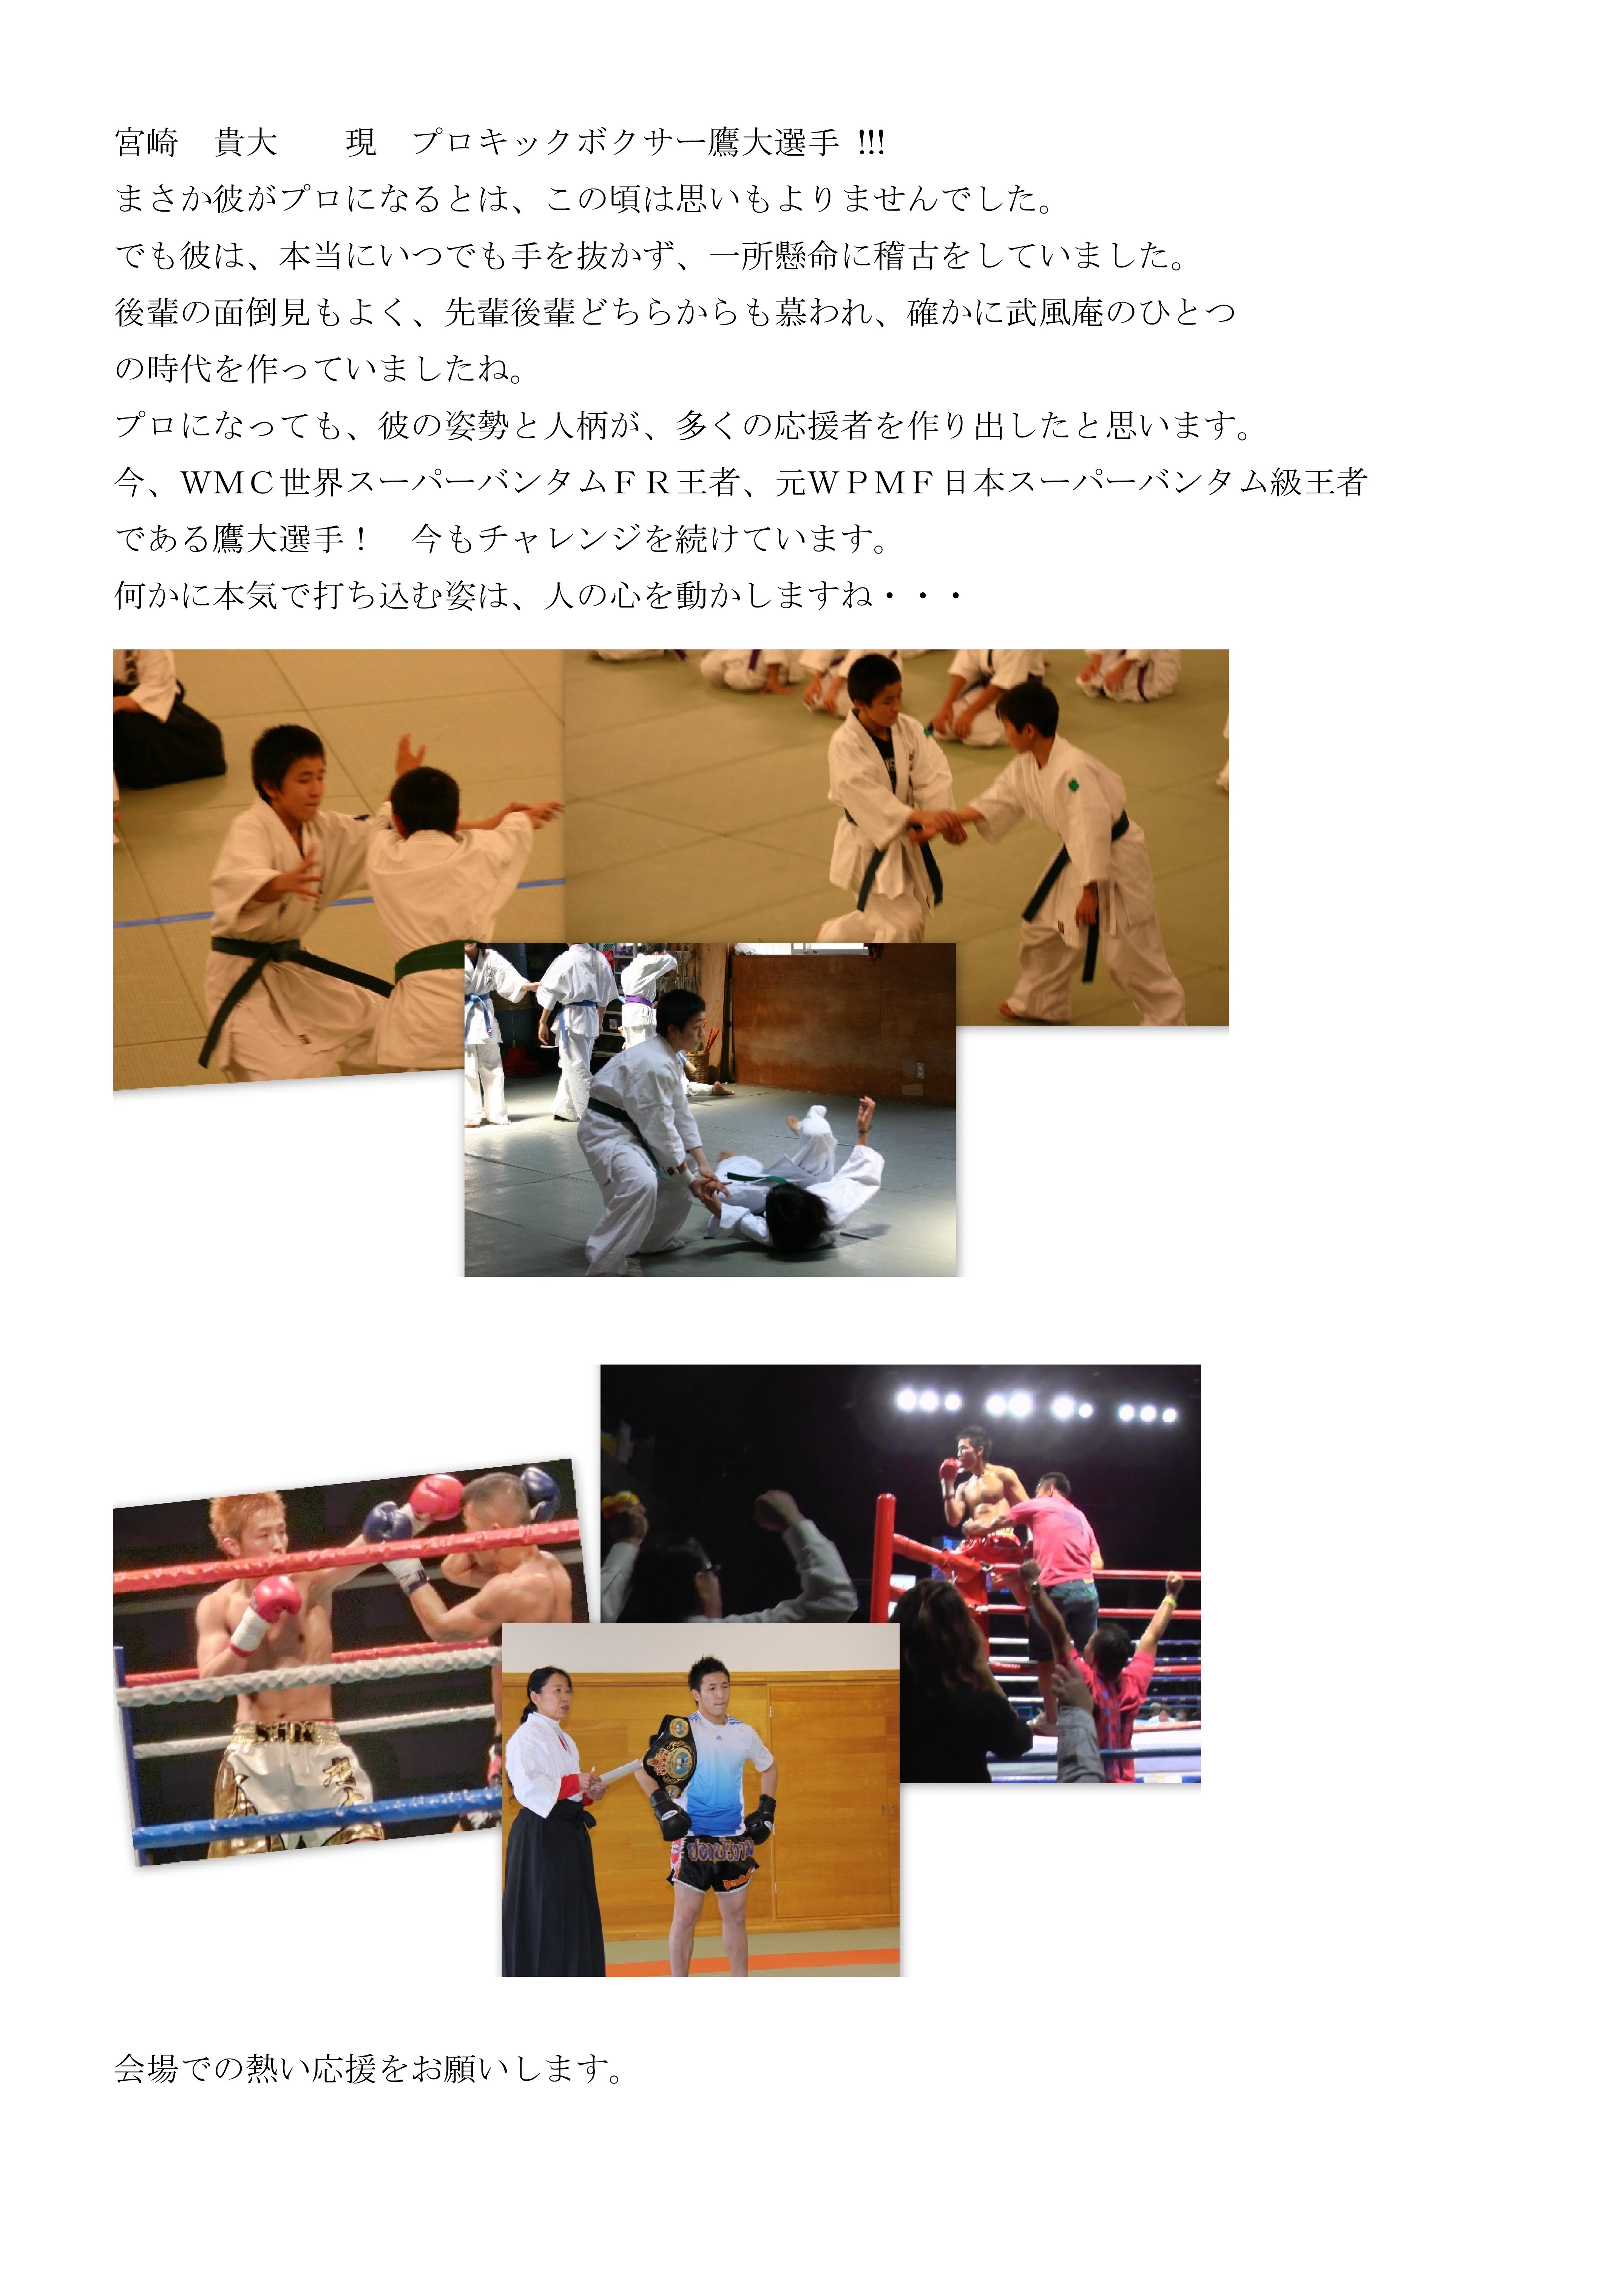 宮崎　貴大　　現　プロキックボクサー鷹大選手 !!!
まさか彼がプロになるとは、この頃は思いもよりませんでした。
でも彼は、本当にいつでも手を抜かず、一所懸命に稽古をしていました。
後輩の面倒見もよく、先輩後輩どちらからも慕われ、確かに武風庵のひとつ
の時代を作っていましたね。
プロになっても、彼の姿勢と人柄が、多くの応援者を作り出したと思います。
今、ＷＭＣ世界スーパーバンタムＦＲ王者、元ＷＰＭＦ日本スーパーバンタム級王者
である鷹大選手！　今もチャレンジを続けています。
何かに本気で打ち込む姿は、人の心を動かしますね・・・
会場での熱い応援をお願いします。